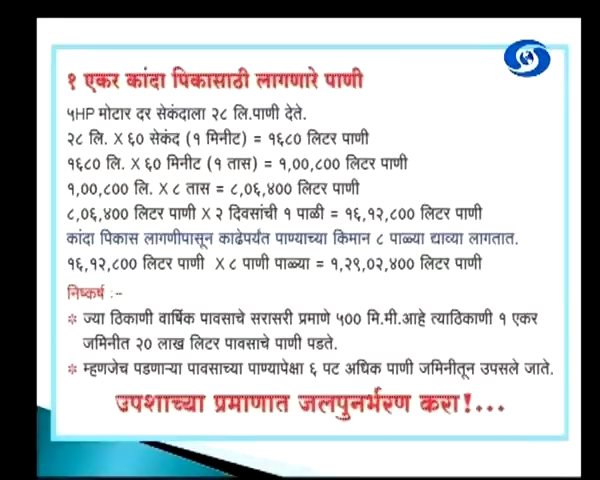 १ एकर कांदा पिकासाठी लागणारे पाणी
५HP मोटार दर सेकंदाला २८ लि.पाणी देते.
२८ लि. X ६० सेकंद (१ मिनीट) = १६८० लिटर पाणी
१६८० लि. X ६० मिनीट (१ तास) = १,००,८०० लिटर पाणी
१,००,८०० लि. X ८ तास = ८,०६,४०० लिटर पाणी
८,०६,४०० लिटर पाणी X २ दिवसांची १ पाळी = १६,१२,८०० लिटर पाणी
कांदा पिकास लागणीपासून काढेपर्यंत पाण्याच्या किमान ८ पाळ्या द्याव्या लागतात.
१६,१२,८०० लिटर पाणी X ८ पाणी पाळ्या = १,२९,०२,४०० लिटर पाणी
निष्कर्ष :-
* ज्या ठिकाणी वार्षिक पावसाचे सरासरी प्रमाणे ५०० मि.मी.आहे त्याठिकाणी १ एकर
जमिनीत २० लाख लिटर पावसाचे पाणी पडते.
* म्हणजेच पडणाऱ्या पावसाच्या पाण्यापेक्षा ६ पट अधिक पाणी जमिनीतून उपसले जाते.
उपशाच्या प्रमाणात जलपुनर्भरण करा!...